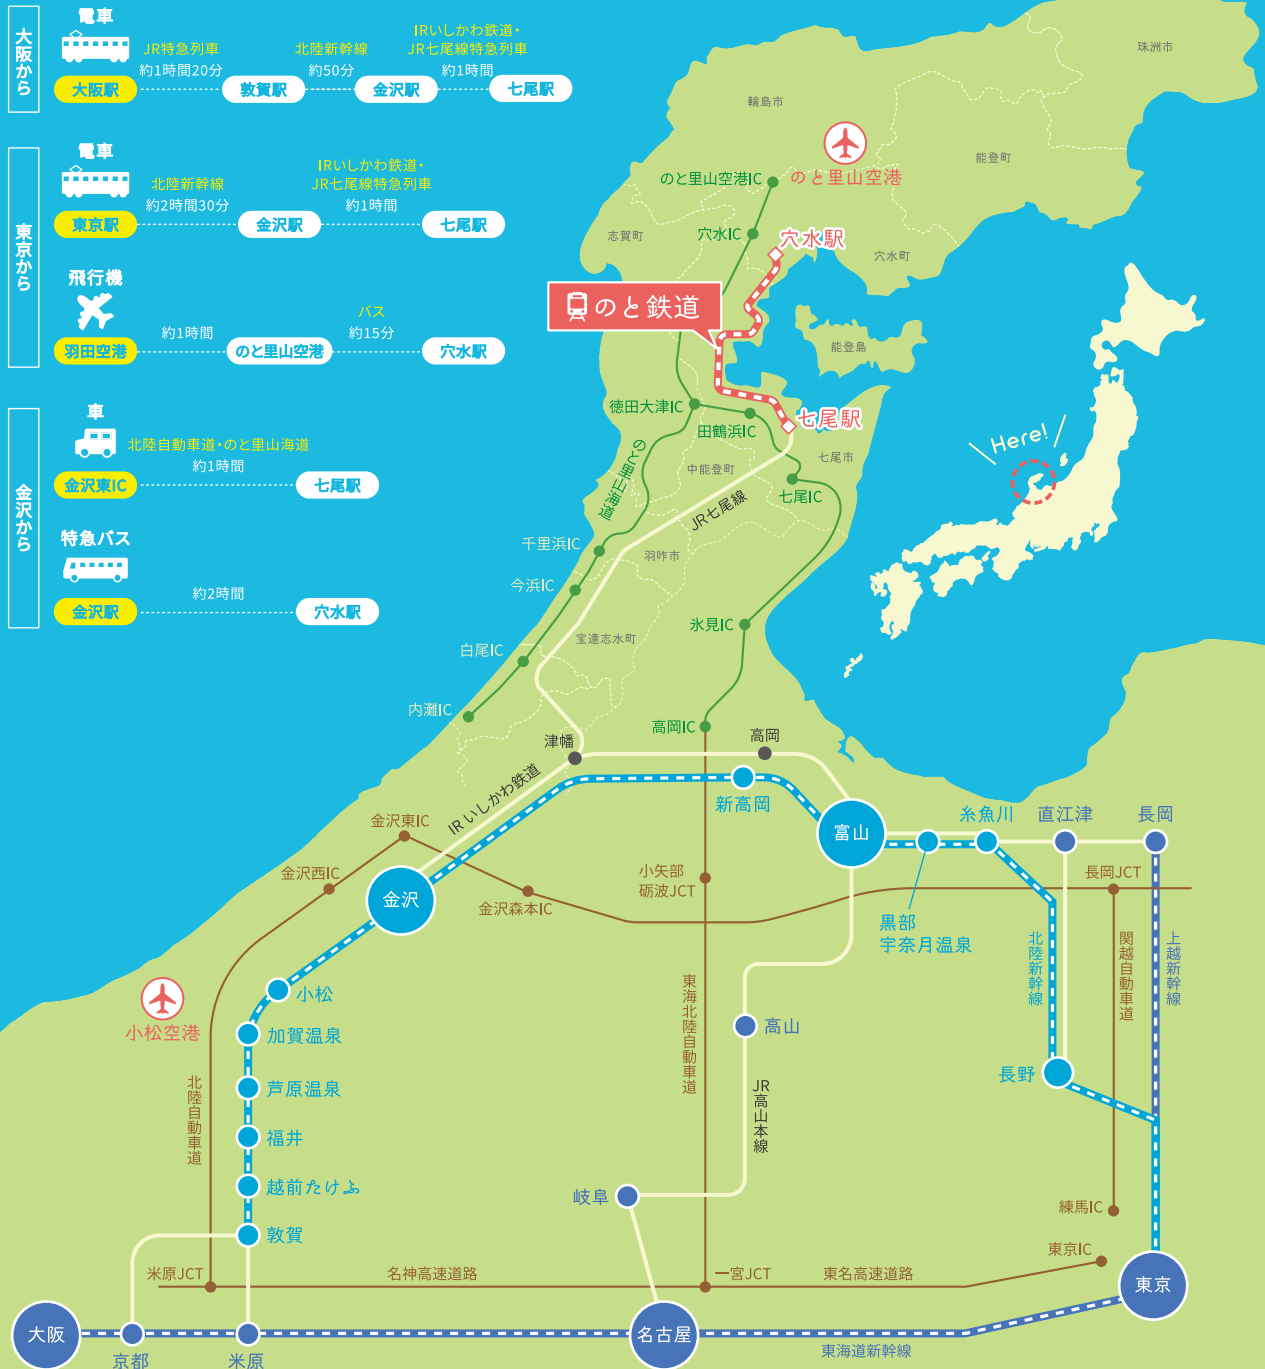 大阪から
電車
JR特急列車
約1時間20分
北陸新幹線
約50分
IRいしかわ鉄道・
JR七尾線特急列車
約1時間
大阪駅
敦賀駅
金沢駅
七尾駅
東京から
電車
北陸新幹線
約2時間30分
IRいしかわ鉄道・
JR七尾線特急列車
約1時間
東京駅
金沢駅
七尾駅
飛行機
約1時間
バス
約15分
羽田空港
のと里山空港
穴水駅
金沢から
車
北陸自動車道・のと里山海道
約1時間
金沢東IC
七尾駅
特急バス
約2時間
金沢駅
穴水駅
珠洲市
輪島市
能登町
のと里山空港IC
のと里山空港
志賀町
穴水IC
穴水駅
穴水町
のと鉄道
能登島
徳田大津IC
田鶴浜IC
七尾駅
七尾市
のと里山海道
中能登町
七尾IC
JR七尾線
千里浜IC
羽咋市
今浜IC
氷見IC
宝達志水町
白尾IC
内灘IC
高岡IC
Here!
津幡
高岡
IRいしかわ鉄道
新高岡
富山
糸魚川
直江津
長岡
金沢東IC
金沢西IC
金沢
金沢森本IC
小矢部
砺波JCT
長岡JCT
黒部
宇奈月温泉
北陸新幹線
関越自動車道
上越新幹線
小松
小松空港
加賀温泉
東海北陸自動車道
高山
長野
北陸自動車道
芦原温泉
JR高山本線
福井
越前たけふ
岐阜
練馬IC
敦賀
東京IC
米原JCT
名神高速道路
一宮JCT
東名高速道路
東京
大阪
京都
米原
名古屋
東海道新幹線